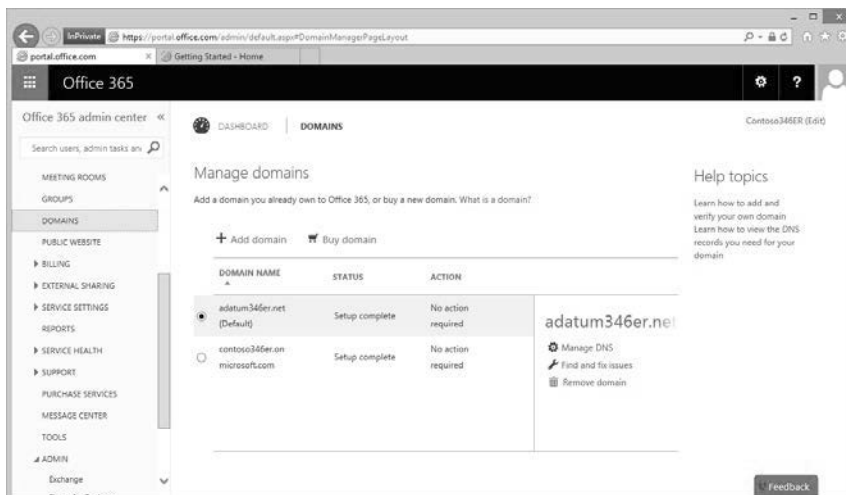 InPrivate https://portal.office.com/admin/default.aspx#DomainManagerPageLayout
portal.office.com Getting Started - Home
Office 365 ?
Office 365 admin center «
Search users, admin tasks an
MEETING ROOMS
GROUPS
DOMAINS
PUBLIC WEBSITE
BILLING
EXTERNAL SHARING
SERVICE SETTINGS
REPORTS
SERVICE HEALTH
SUPPORT
PURCHASE SERVICES
MESSAGE CENTER
TOOLS
ADMIN
Exchange
DASHBOARD DOMAINS
Contoso346ER (Edit)
Manage domains
Add a domain you already own to Office 365, or buy a new domain. What is a domain?
+ Add domain Buy domain
DOMAIN NAME STATUS ACTION
adatum346er.net
(Default)
Setup complete
No action
required
contoso346er.on
microsoft.com
Setup complete
No action
required
adatum346er.net
Manage DNS
Find and fix issues
Remove domain
Help topics
Learn how to add and
verify your own domain
Learn how to view the DNS
records you need for your
domain
Feedback